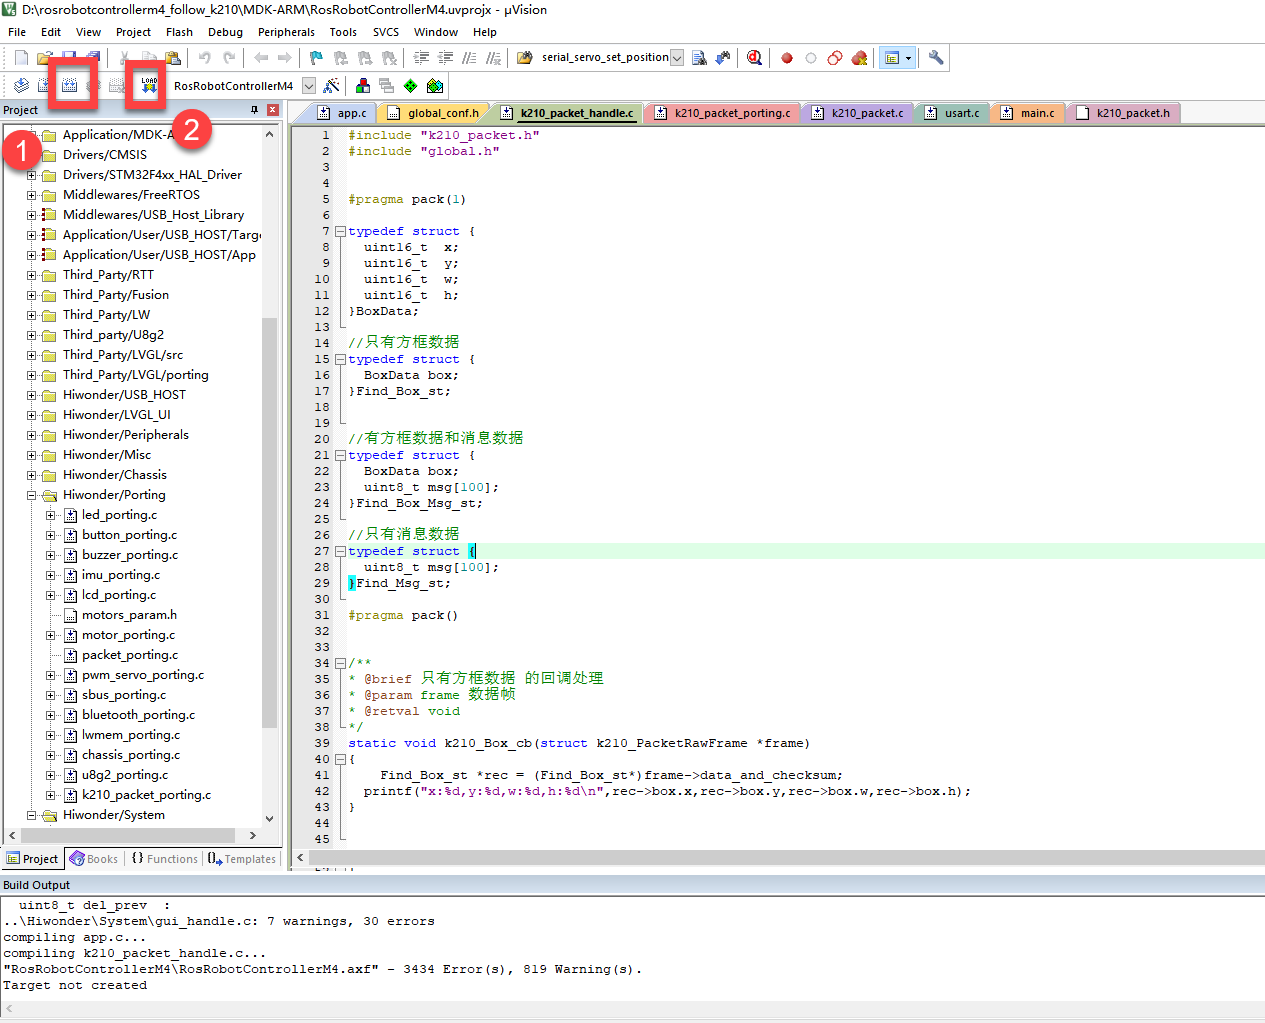 D:\rosrobotcontrollerm4_follow_k210\MDK-ARM\RosRobotControllerM4.uvprojx - µVision
File Edit View Project Flash Debug Peripherals Tools SVCS Window Help
serial_servo_set_position
LOAD
RosRobotControllerM4
Project
1
2
Application/MDK-A
Drivers/CMSIS
Drivers/STM32F4xx_HAL_Driver
Middlewares/FreeRTOS
Middlewares/USB_Host_Library
Application/User/USB_HOST/Targe
Application/User/USB_HOST/App
Third_Party/RTT
Third_Party/Fusion
Third_Party/LW
Third_party/U8g2
Third_Party/LVGL/src
Third_Party/LVGL/porting
Hiwonder/USB_HOST
Hiwonder/LVGL_UI
Hiwonder/Peripherals
Hiwonder/Misc
Hiwonder/Chassis
Hiwonder/Porting
led_porting.c
button_porting.c
buzzer_porting.c
imu_porting.c
lcd_porting.c
motors_param.h
motor_porting.c
packet_porting.c
pwm_servo_porting.c
sbus_porting.c
bluetooth_porting.c
lwmem_porting.c
chassis_porting.c
u8g2_porting.c
k210_packet_porting.c
Hiwonder/System
Project Books {} Functions Templates
app.c global_conf.h k210_packet_handle.c k210_packet_porting.c k210_packet.c usart.c main.c k210_packet.h
1 #include "k210_packet.h"
2 #include "global.h"
3
4
5 #pragma pack(1)
6
7 typedef struct {
8 uint16_t x;
9 uint16_t y;
10 uint16_t w;
11 uint16_t h;
12 }BoxData;
13
14 //只有方框数据
15 typedef struct {
16 BoxData box;
17 }Find_Box_st;
18
19
20 //有方框数据和消息数据
21 typedef struct {
22 BoxData box;
23 uint8_t msg[100];
24 }Find_Box_Msg_st;
25
26 //只有消息数据
27 typedef struct {
28 uint8_t msg[100];
29 }Find_Msg_st;
30
31 #pragma pack()
32
33
34 /**
35 * @brief 只有方框数据 的回调处理
36 * @param frame 数据帧
37 * @retval void
38 */
39 static void k210_Box_cb(struct k210_PacketRawFrame *frame)
40 {
41 Find_Box_st *rec = (Find_Box_st*)frame->data_and_checksum;
42 printf("x:%d,y:%d,w:%d,h:%d\n",rec->box.x,rec->box.y,rec->box.w,rec->box.h);
43 }
44
45
Build Output
uint8_t del_prev :
..\Hiwonder\System\gui_handle.c: 7 warnings, 30 errors
compiling app.c...
compiling k210_packet_handle.c...
"RosRobotControllerM4\RosRobotControllerM4.axf" - 3434 Error(s), 819 Warning(s).
Target not created